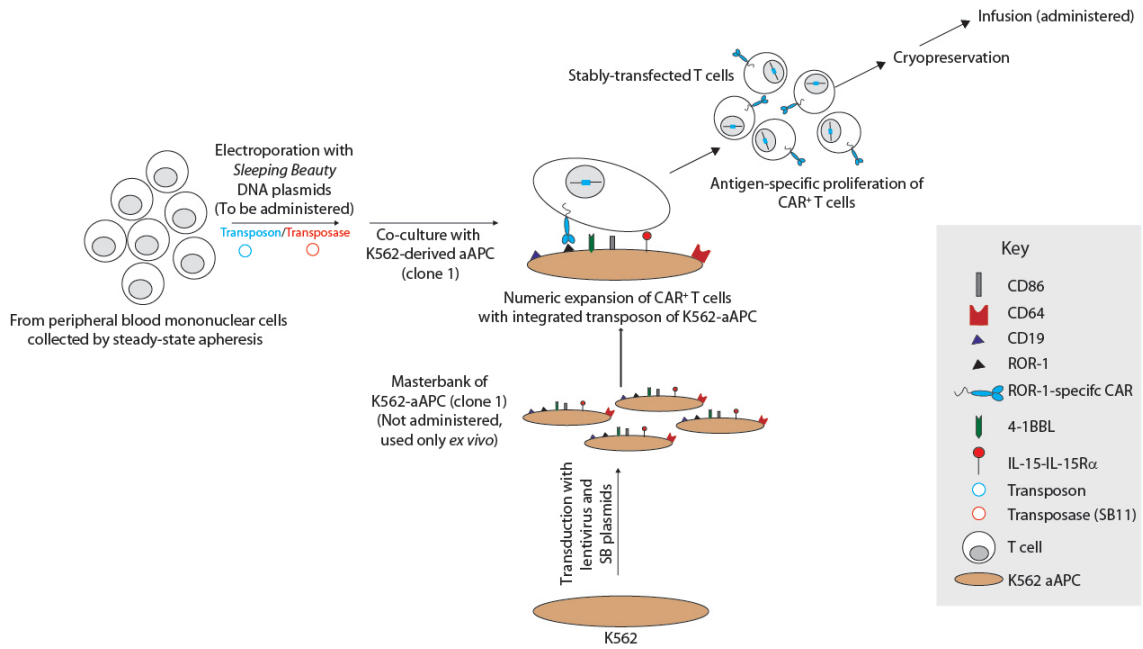 Infusion (administered)
Cryopreservation
Stably-transfected T cells
Antigen-specific proliferation of
CAR⁺ T cells
Electroporation with
Sleeping Beauty
DNA plasmids
(To be administered)
Transposon/Transposase
Co-culture with
K562-derived aAPC
(clone 1)
From peripheral blood mononuclear cells
collected by steady-state apheresis
Numeric expansion of CAR⁺ T cells
with integrated transposon of K562-aAPC
Masterbank of
K562-aAPC (clone 1)
(Not administered,
used only ex vivo)
Transduction with
lentivirus and
SB plasmids
K562
Key
CD86
CD64
CD19
ROR-1
ROR-1-specifc CAR
4-1BBL
IL-15-IL-15Rα
Transposon
Transposase (SB11)
T cell
K562 aAPC